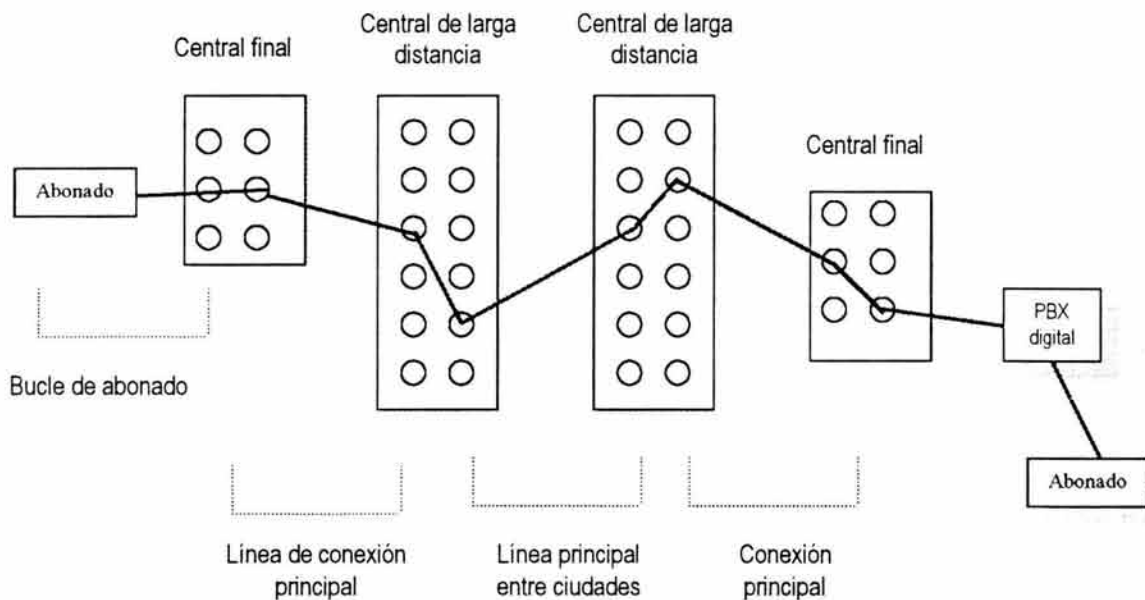 Central final
Central de larga
distancia
Central de larga
distancia
Central final
Abonado
PBX
digital
Bucle de abonado
Abonado
Línea de conexión
principal
Línea principal
entre ciudades
Conexión
principal